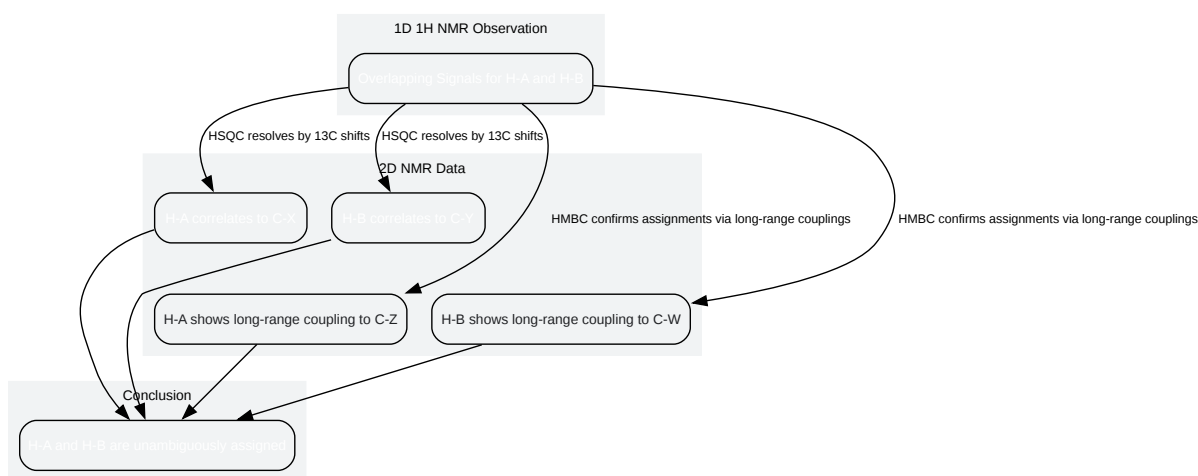 1D 1H NMR Observation
Overlapping Signals for H-A and H-B
HSQC resolves by 13C shifts
HSQC resolves by 13C shifts
2D NMR Data
H-A correlates to C-X
H-B correlates to C-Y
HMBC confirms assignments via long-range couplings
HMBC confirms assignments via long-range couplings
H-A shows long-range coupling to C-Z
H-B shows long-range coupling to C-W
Conclusion
H-A and H-B are unambiguously assigned